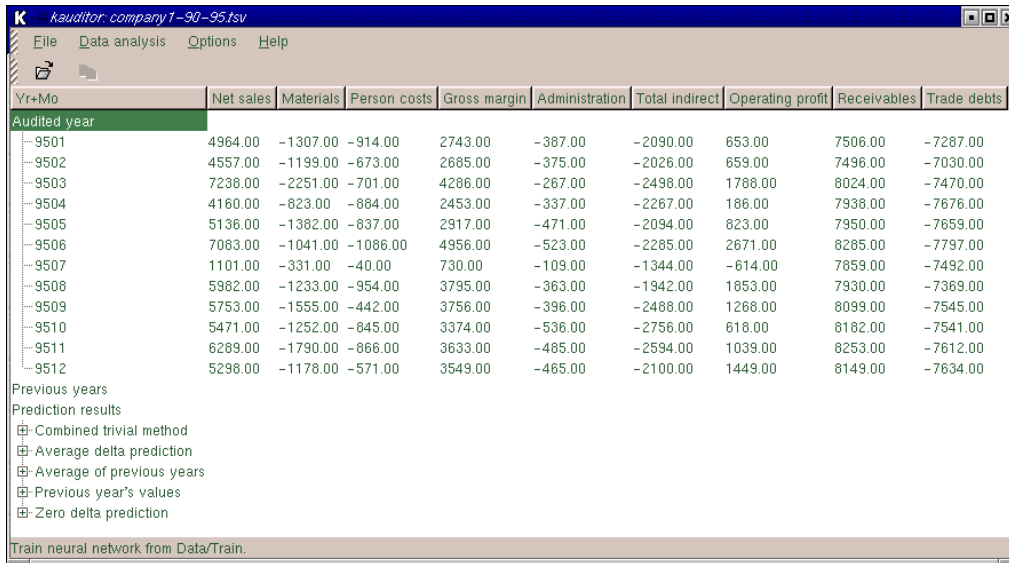 kauditor: company1-90-95.tsv
File Data analysis Options Help
Yr+Mo Net sales Materials Person costs Gross margin Administration Total indirect Operating profit Receivables Trade debts
Audited year
9501 4964.00 -1307.00 -914.00 2743.00 -387.00 -2090.00 653.00 7506.00 -7287.00
9502 4557.00 -1199.00 -673.00 2685.00 -375.00 -2026.00 659.00 7496.00 -7030.00
9503 7238.00 -2251.00 -701.00 4286.00 -267.00 -2498.00 1788.00 8024.00 -7470.00
9504 4160.00 -823.00 -884.00 2453.00 -337.00 -2267.00 186.00 7938.00 -7676.00
9505 5136.00 -1382.00 -837.00 2917.00 -471.00 -2094.00 823.00 7950.00 -7659.00
9506 7083.00 -1041.00 -1086.00 4956.00 -523.00 -2285.00 2671.00 8285.00 -7797.00
9507 1101.00 -331.00 -40.00 730.00 -109.00 -1344.00 -614.00 7859.00 -7492.00
9508 5982.00 -1233.00 -954.00 3795.00 -363.00 -1942.00 1853.00 7930.00 -7369.00
9509 5753.00 -1555.00 -442.00 3756.00 -396.00 -2488.00 1268.00 8099.00 -7545.00
9510 5471.00 -1252.00 -845.00 3374.00 -536.00 -2756.00 618.00 8182.00 -7541.00
9511 6289.00 -1790.00 -866.00 3633.00 -485.00 -2594.00 1039.00 8253.00 -7612.00
9512 5298.00 -1178.00 -571.00 3549.00 -465.00 -2100.00 1449.00 8149.00 -7634.00
Previous years
Prediction results
Combined trivial method
Average delta prediction
Average of previous years
Previous year's values
Zero delta prediction
Train neural network from Data/Train.